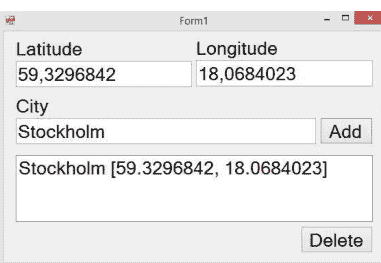 Form1
Latitude Longitude
59,3296842 18,0684023
City
Stockholm Add
Stockholm [59.3296842, 18.0684023]
Delete